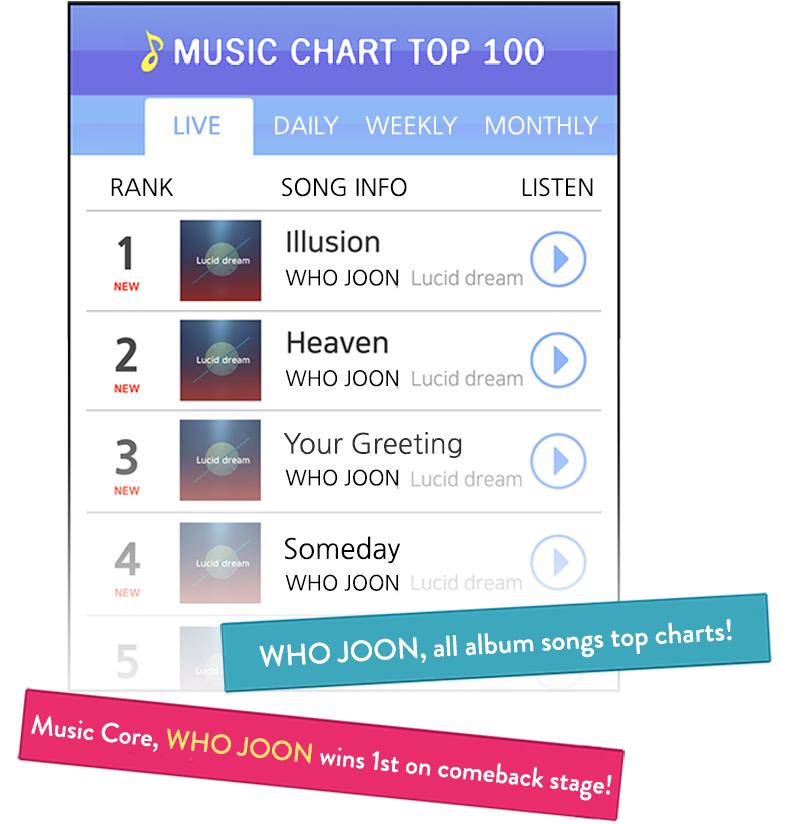 MUSIC CHART TOP 100
LIVE DAILY WEEKLY MONTHLY
RANK SONG INFO LISTEN
1 NEW
Lucid dream
Illusion
WHO JOON Lucid dream
2 NEW
Lucid dream
Heaven
WHO JOON Lucid dream
3 NEW
Lucid dream
Your Greeting
WHO JOON Lucid dream
4 NEW
Lucid dream
Someday
WHO JOON Lucid dream
5
WHO JOON, all album songs top charts!
Music Core, WHO JOON wins 1st on comeback stage!